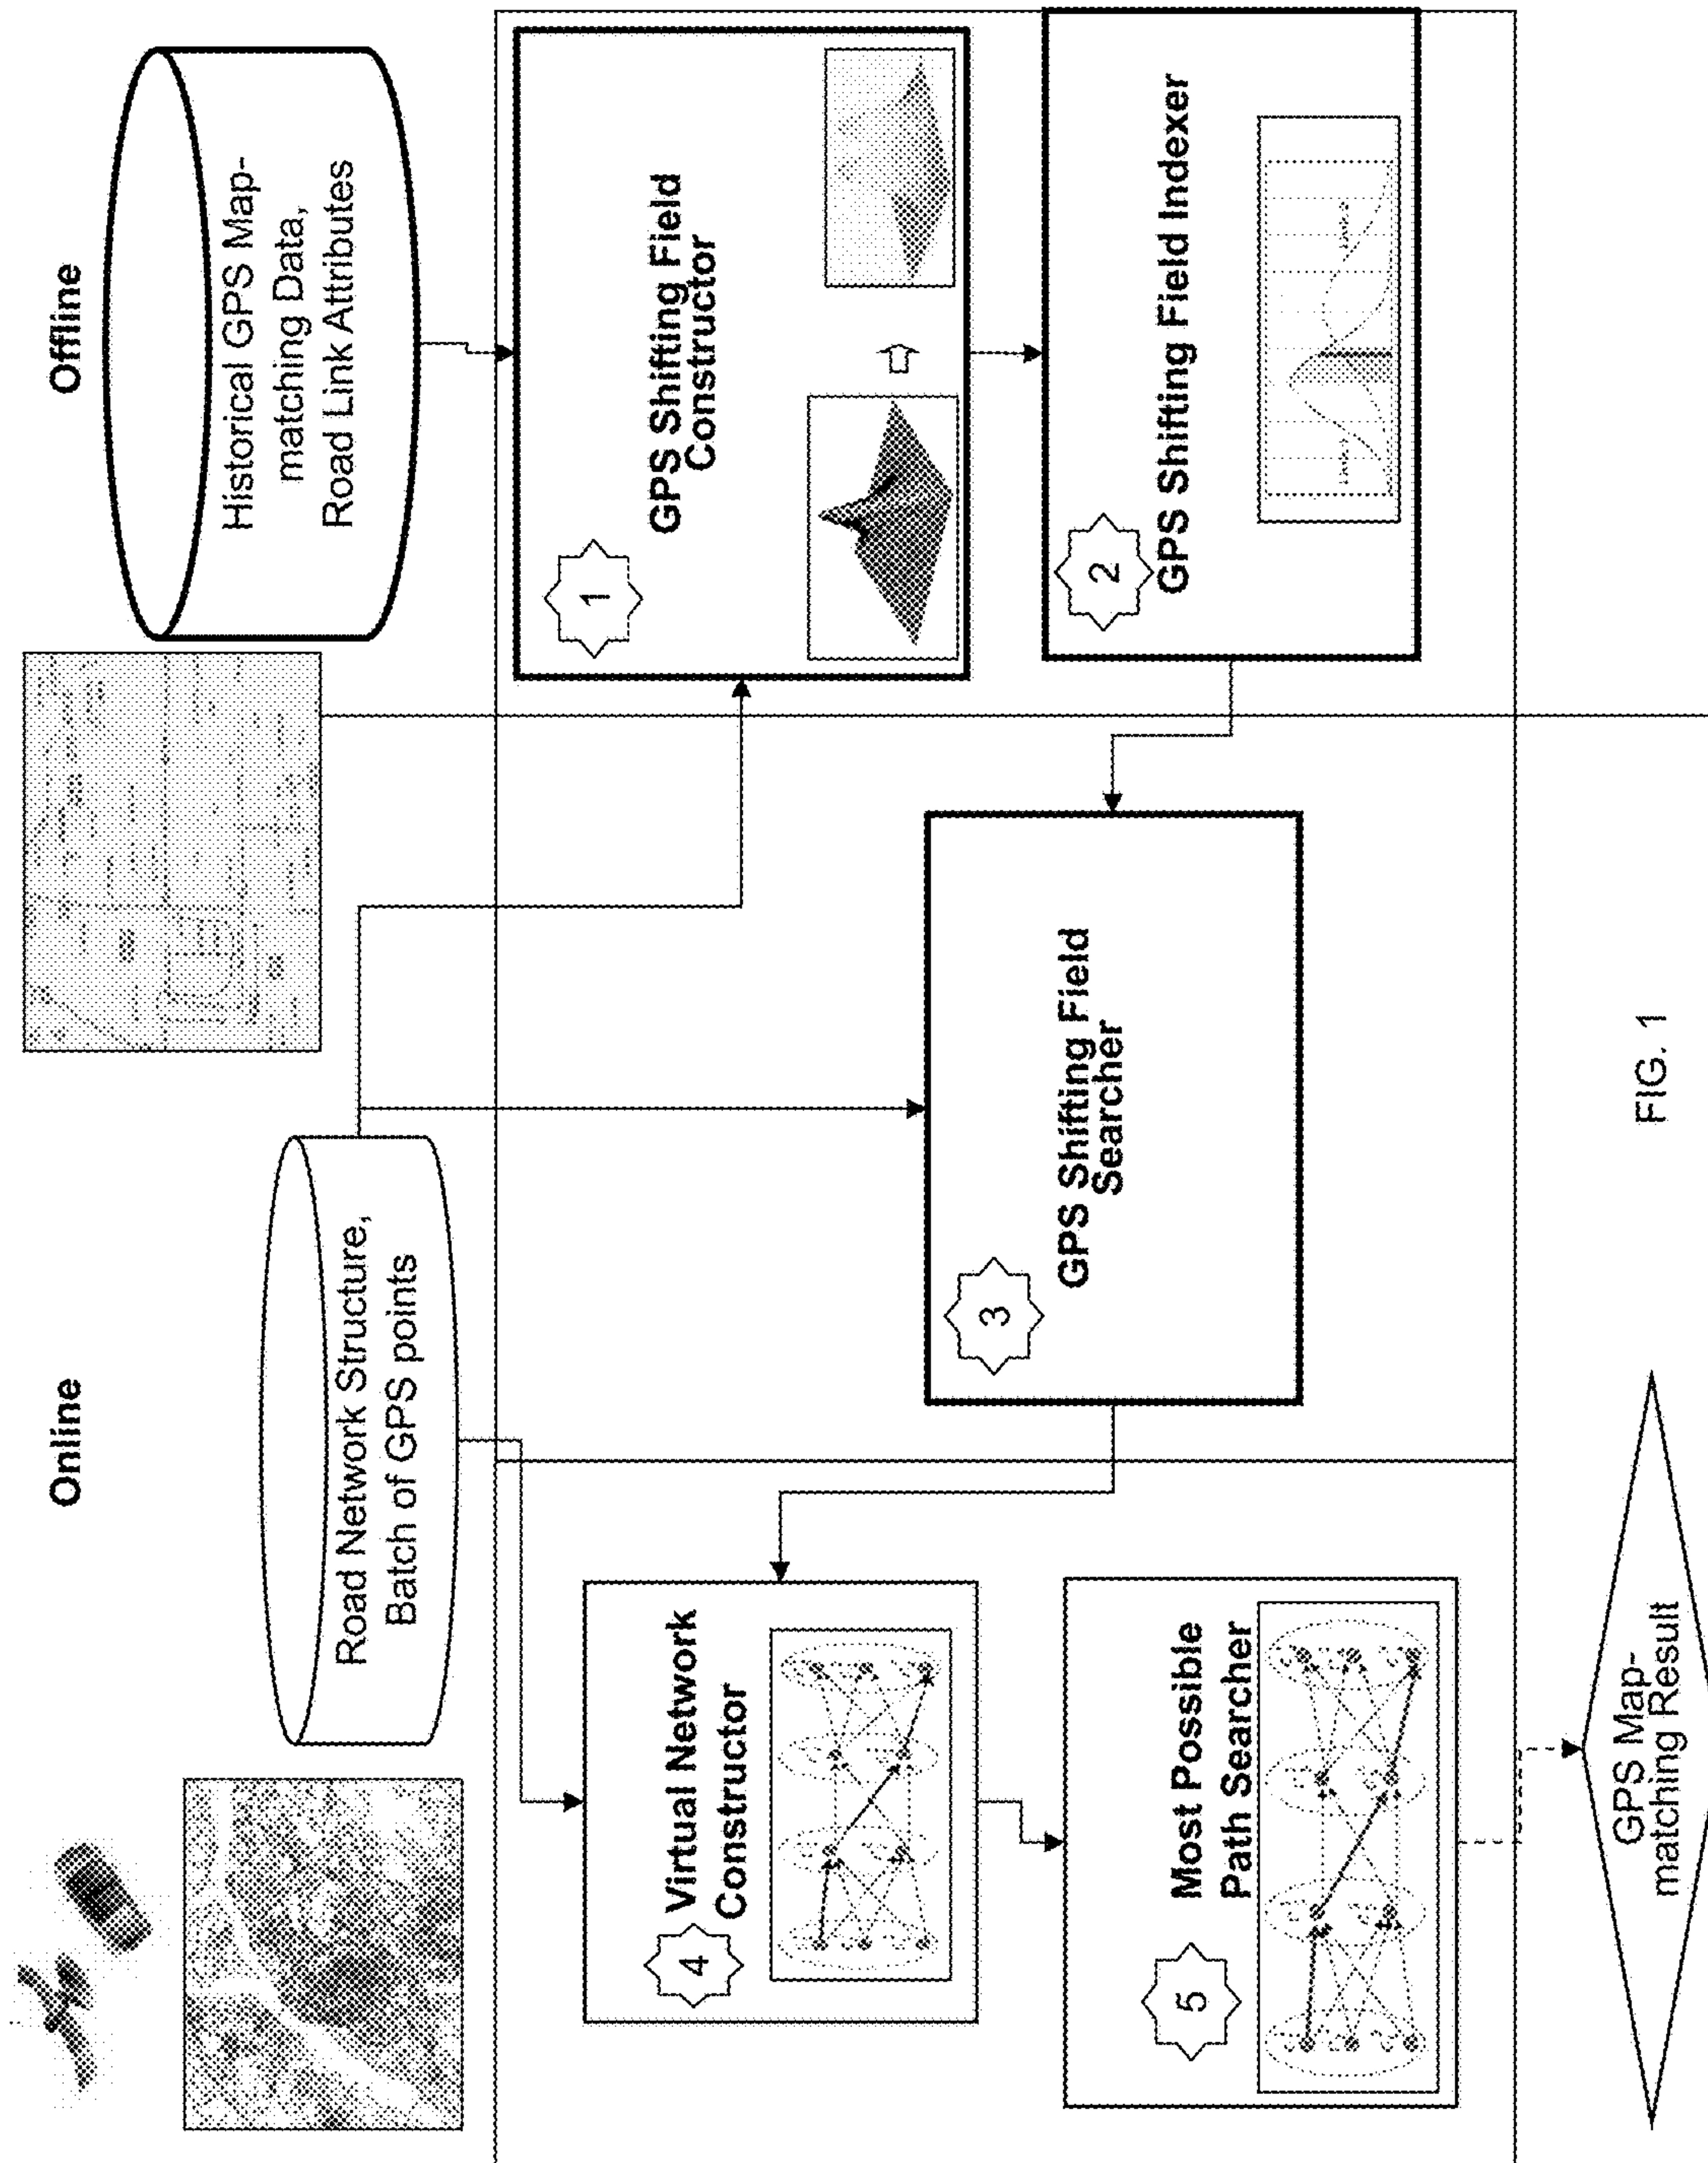 Online
Offline
Road Network Structure,
Batch of GPS points
Historical GPS Map-
matching Data,
Road Link Attributes
4
Virtual Network
Constructor
5
Most Possible
Path Searcher
3
GPS Shifting Field
Searcher
1
GPS Shifting Field
Constructor
2
GPS Shifting Field Indexer
GPS Map-
matching Result
FIG. 1